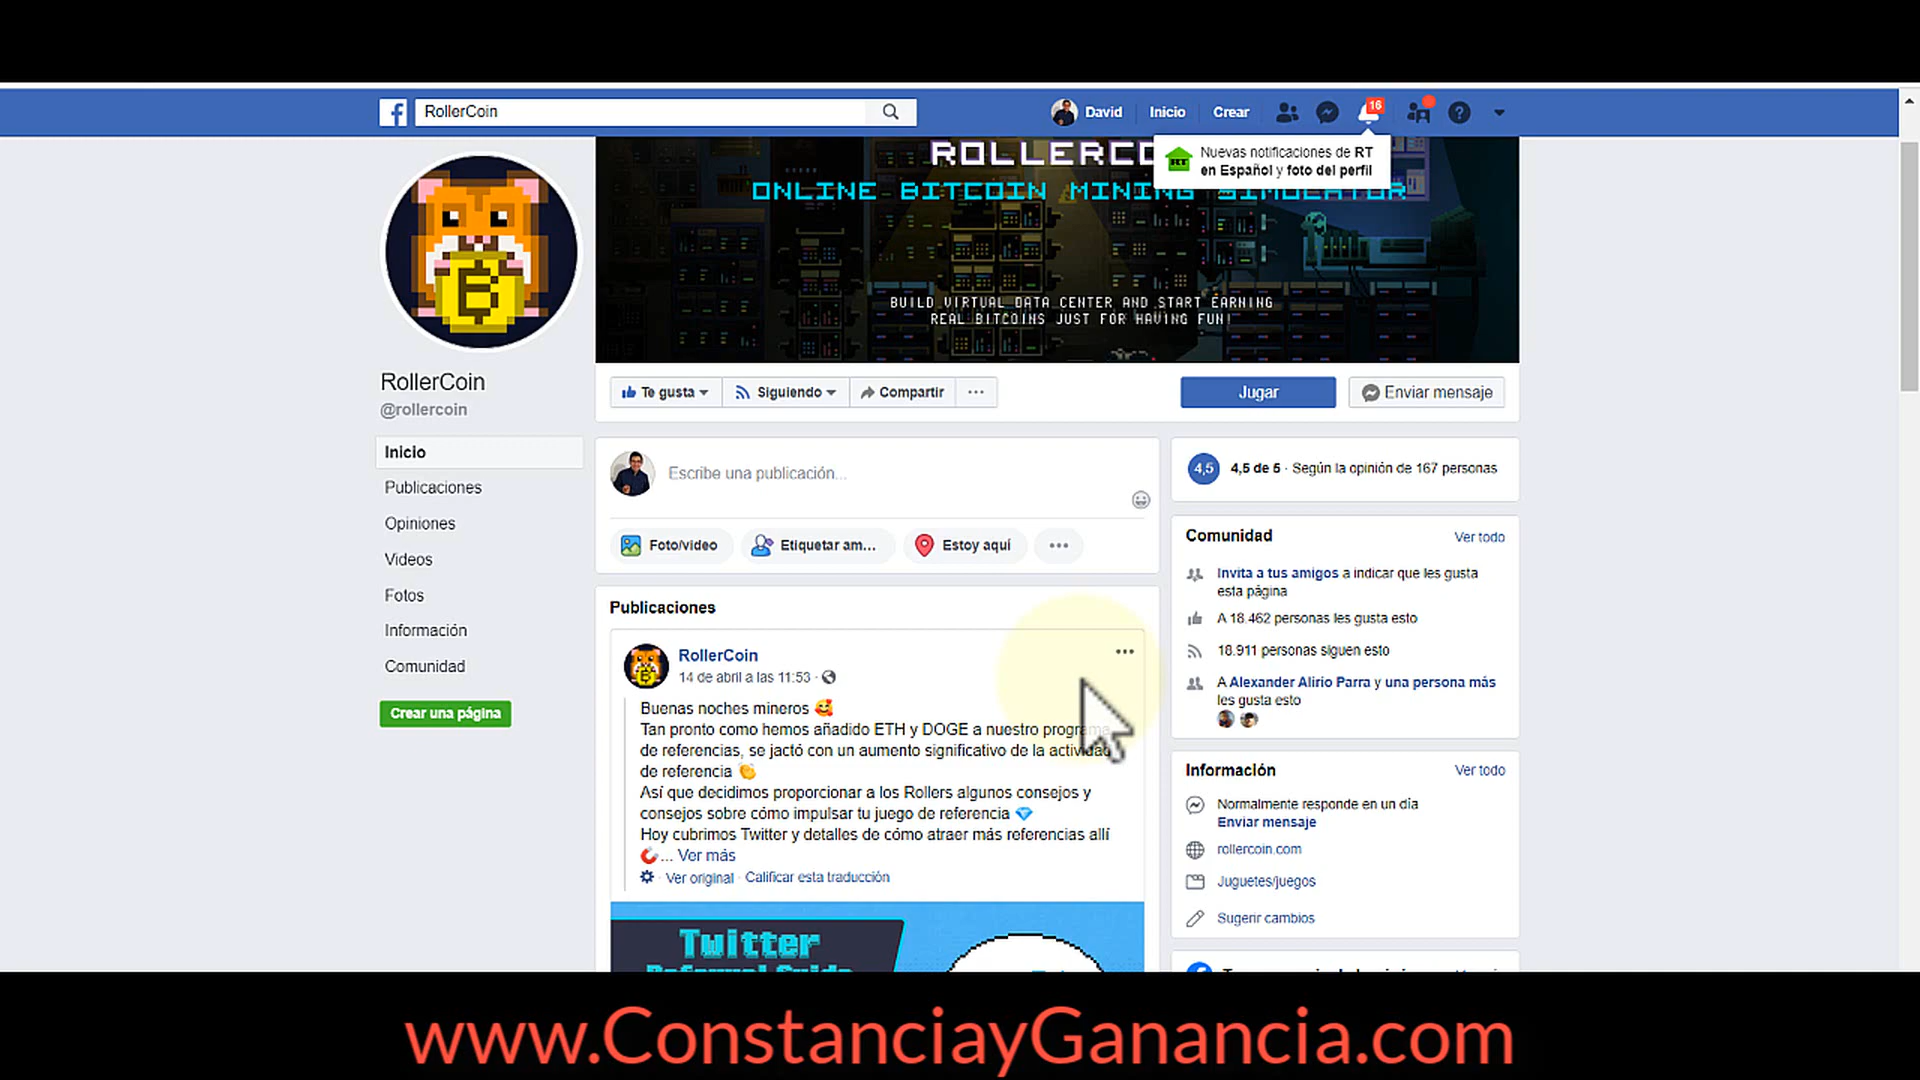 RollerCoin
David
Inicio
Crear
16
Nuevas notificaciones de RT
en Español y foto del perfil
ONLINE BITCOIN MINING SIMULATOR
BUILD VIRTUAL DATA CENTER AND START EARNING
REAL BITCOINS JUST FOR HAVING FUN!
RollerCoin
@rollercoin
Te gusta
Siguiendo
Compartir
Jugar
Enviar mensaje
Inicio
Publicaciones
Opiniones
Videos
Fotos
Información
Comunidad
Crear una página
Escribe una publicación...
Foto/video
Etiquetar am...
Estoy aquí
Publicaciones
RollerCoin
14 de abril a las 11:53 ·
Buenas noches mineros
Tan pronto como hemos añadido ETH y DOGE a nuestro programa
de referencias, se jactó con un aumento significativo de la actividad
de referencia
Así que decidimos proporcionar a los Rollers algunos consejos y
consejos sobre cómo impulsar tu juego de referencia
Hoy cubrimos Twitter y detalles de cómo atraer más referencias allí
... Ver más
· Ver original · Calificar esta traducción
Twitter
Referral Guide
4,5
4,5 de 5 · Según la opinión de 167 personas
Comunidad
Ver todo
Invita a tus amigos a indicar que les gusta
esta página
A 18.462 personas les gusta esto
18.911 personas siguen esto
A Alexander Alirio Parra y una persona más
les gusta esto
Información
Ver todo
Normalmente responde en un día
Enviar mensaje
rollercoin.com
Juguetes/juegos
Sugerir cambios
www.ConstanciayGanancia.com